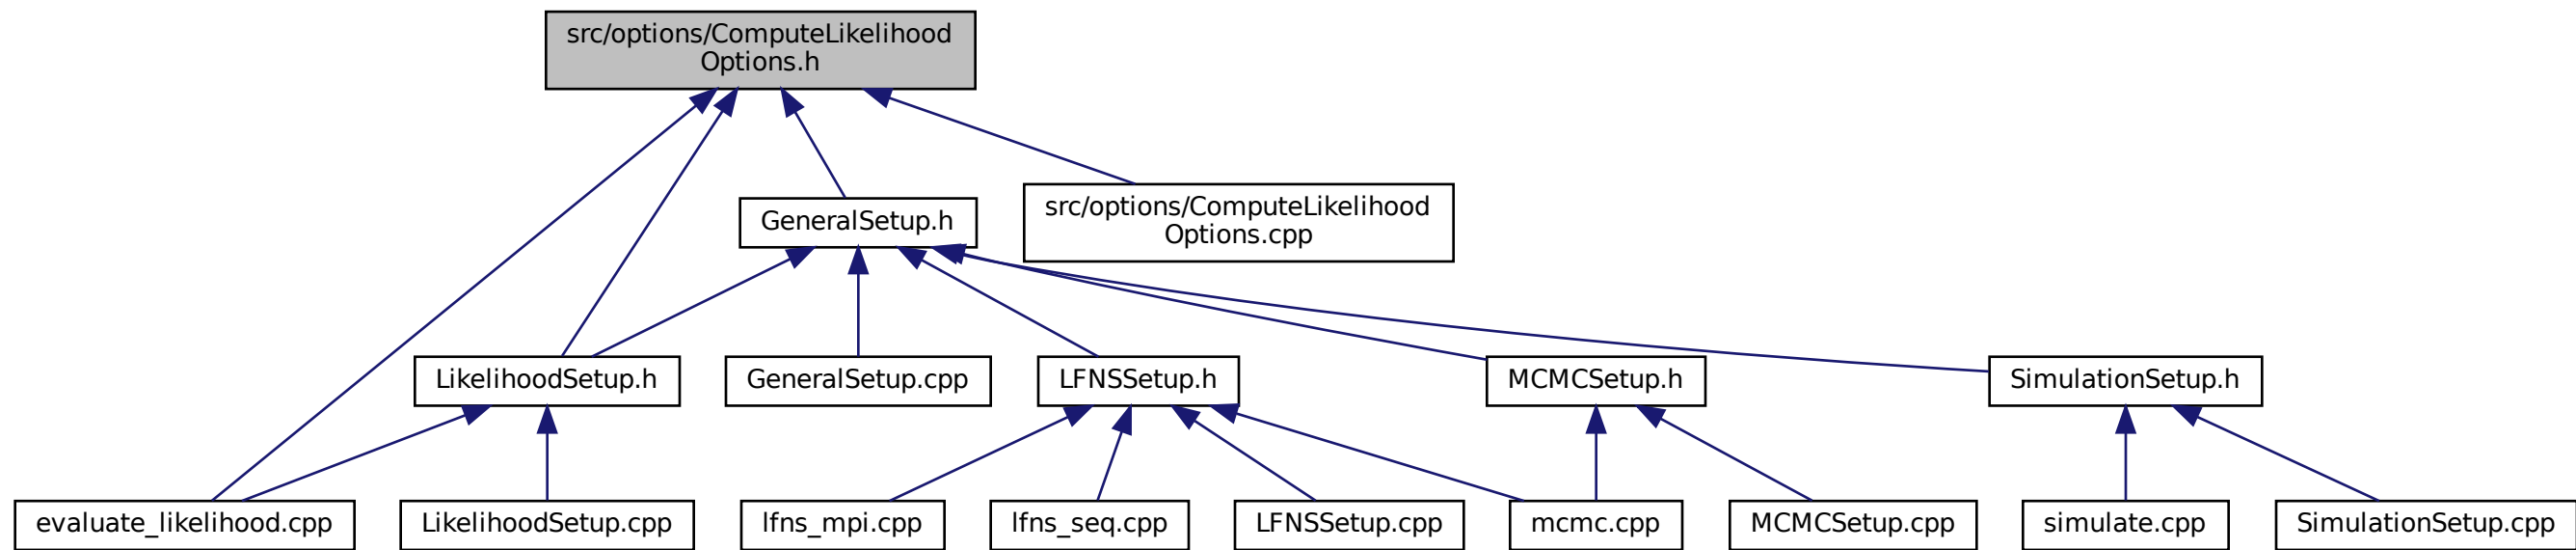 src/options/ComputeLikelihood
Options.h
GeneralSetup.h
src/options/ComputeLikelihood
Options.cpp
LikelihoodSetup.h
GeneralSetup.cpp
LFNSSetup.h
MCMCSetup.h
SimulationSetup.h
evaluate_likelihood.cpp
LikelihoodSetup.cpp
lfns_mpi.cpp
lfns_seq.cpp
LFNSSetup.cpp
mcmc.cpp
MCMCSetup.cpp
simulate.cpp
SimulationSetup.cpp